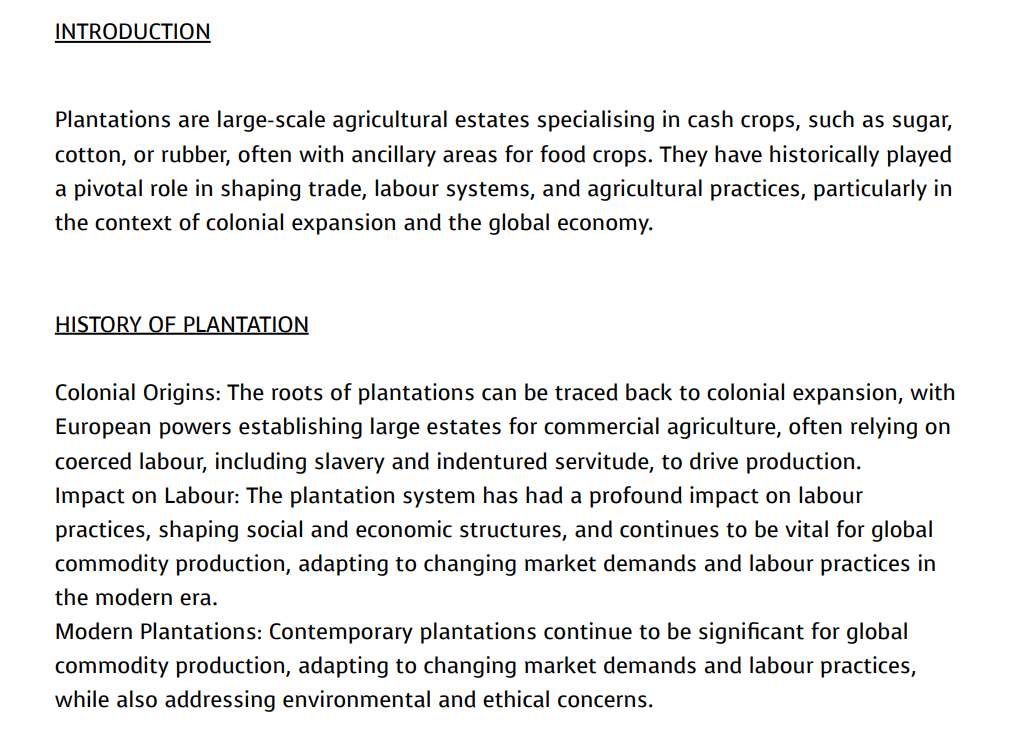 INTRODUCTION
Plantations are large-scale agricultural estates specialising in cash crops, such as sugar,
cotton, or rubber, often with ancillary areas for food crops. They have historically played
a pivotal role in shaping trade, labour systems, and agricultural practices, particularly in
the context of colonial expansion and the global economy.
HISTORY OF PLANTATION
Colonial Origins: The roots of plantations can be traced back to colonial expansion, with
European powers establishing large estates for commercial agriculture, often relying on
coerced labour, including slavery and indentured servitude, to drive production.
Impact on Labour: The plantation system has had a profound impact on labour
practices, shaping social and economic structures, and continues to be vital for global
commodity production, adapting to changing market demands and labour practices in
the modern era.
Modern Plantations: Contemporary plantations continue to be significant for global
commodity production, adapting to changing market demands and labour practices,
while also addressing environmental and ethical concerns.